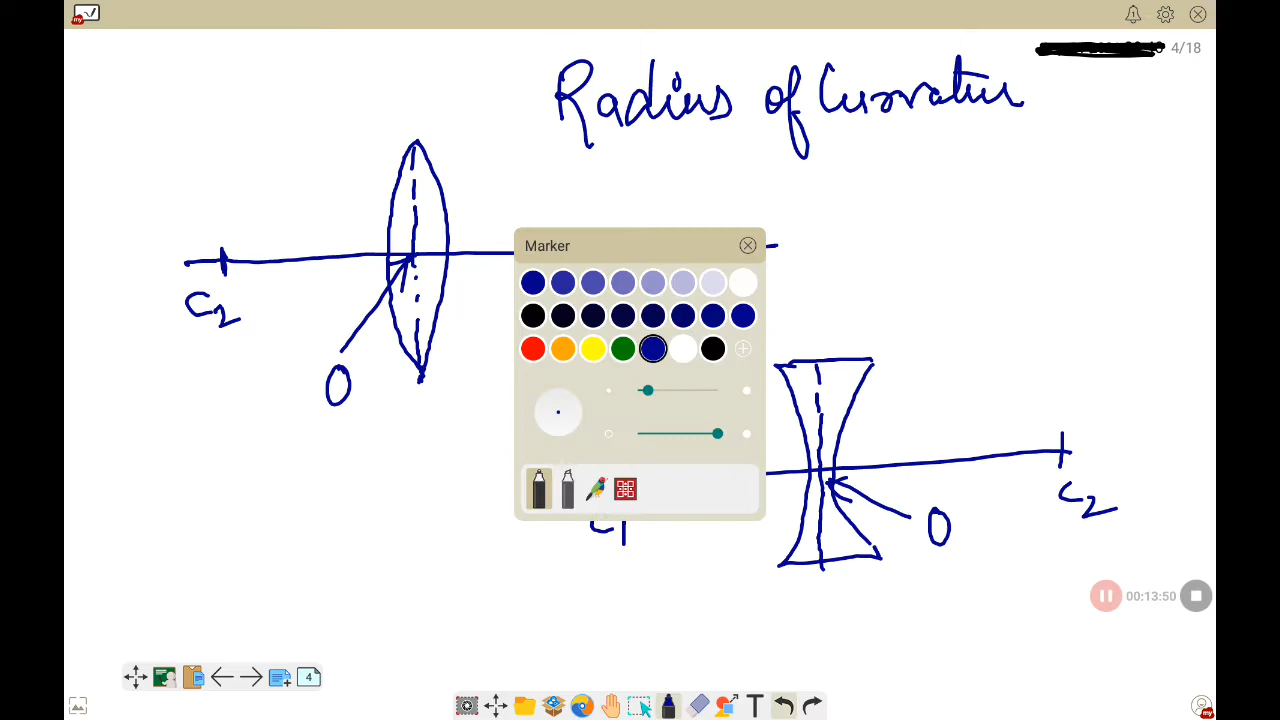 4/18
Radius of Curvature
Marker
C2
O
C1
O
C2
00:13:50
4